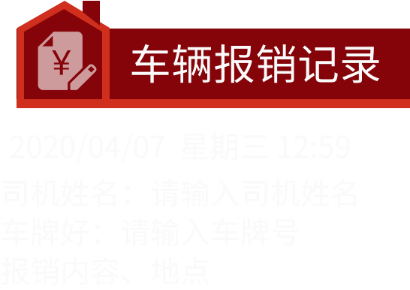 ¥
车辆报销记录
2020/04/07 星期三 12:59
司机姓名：请输入司机姓名
车牌好：请输入车牌号
报销内容、地点